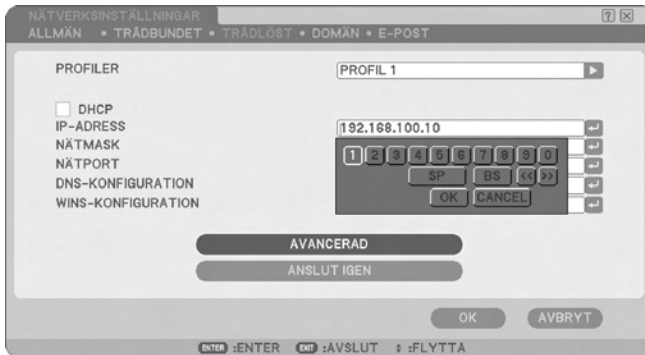 NÄTVERKSINSTÄLLNINGAR
ALLMÄN • TRÅDBUNDET • TRÅDLÖST • DOMÄN • E-POST
PROFILER PROFIL 1
DHCP
IP-ADRESS 192.168.100.10
NÄTMASK
1 2 3 4 5 6 7 8 9 0
NÄTPORT
SP BS << >>
DNS-KONFIGURATION
OK CANCEL
WINS-KONFIGURATION
AVANCERAD
ANSLUT IGEN
OK AVBRYT
ENTER :ENTER EXIT :AVSLUT :FLYTTA